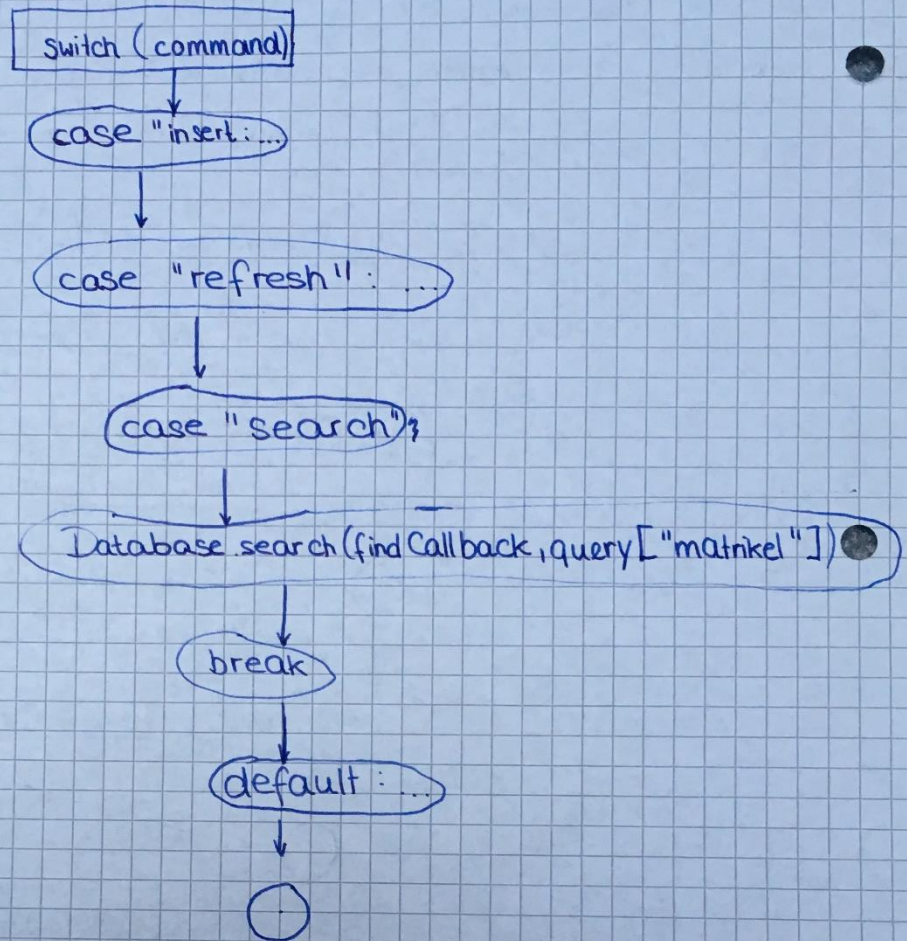 switch (command)
case "insert: ...
case "refresh": ...
case "search";
Database.search(findCallback,query["matrikel"])
break
default: ...